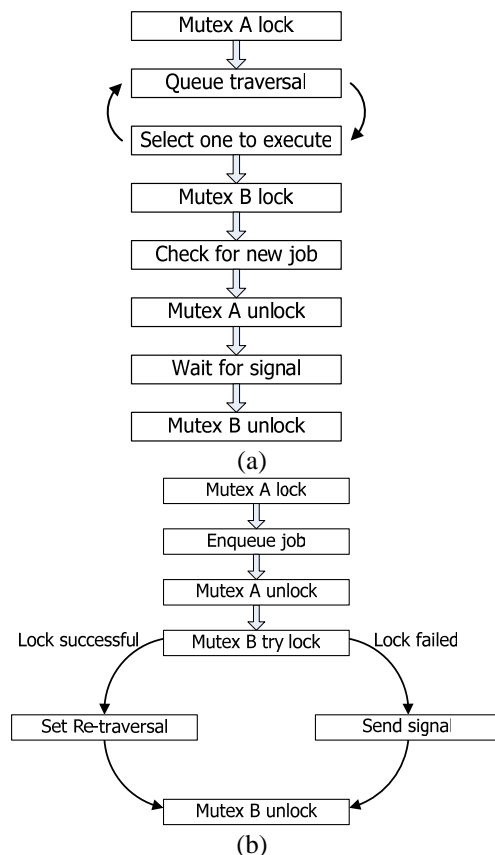 Mutex A lock
Queue traversal
Select one to execute
Mutex B lock
Check for new job
Mutex A unlock
Wait for signal
Mutex B unlock
(a)
Mutex A lock
Enqueue job
Mutex A unlock
Lock successful Mutex B try lock Lock failed
Set Re-traversal Send signal
Mutex B unlock
(b)